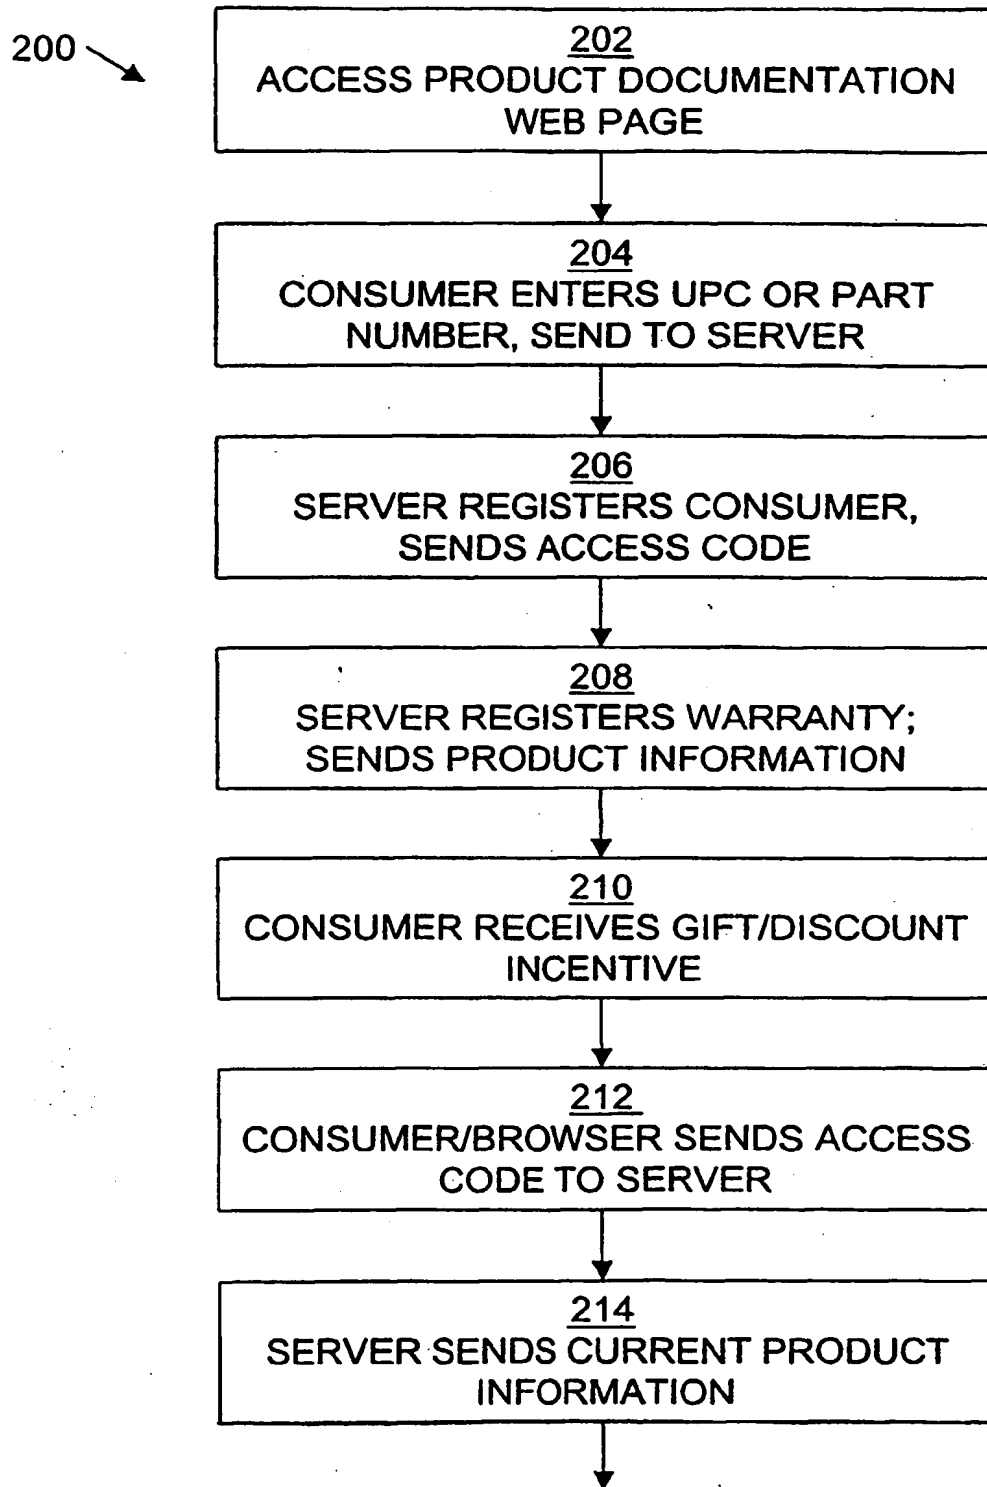 200
202
ACCESS PRODUCT DOCUMENTATION
WEB PAGE
204
CONSUMER ENTERS UPC OR PART
NUMBER, SEND TO SERVER
206
SERVER REGISTERS CONSUMER,
SENDS ACCESS CODE
208
SERVER REGISTERS WARRANTY;
SENDS PRODUCT INFORMATION
210
CONSUMER RECEIVES GIFT/DISCOUNT
INCENTIVE
212
CONSUMER/BROWSER SENDS ACCESS
CODE TO SERVER
214
SERVER SENDS CURRENT PRODUCT
INFORMATION